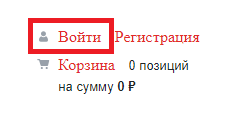 Войти Регистрация
Корзина 0 позиций
на сумму 0 ₽